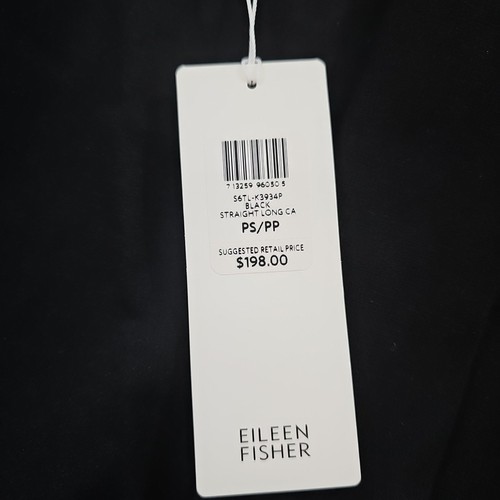 7 13259 96050 5
S6TL-K3934P
BLACK
STRAIGHT LONG CA
PS/PP
SUGGESTED RETAIL PRICE
$198.00
EILEEN
FISHER